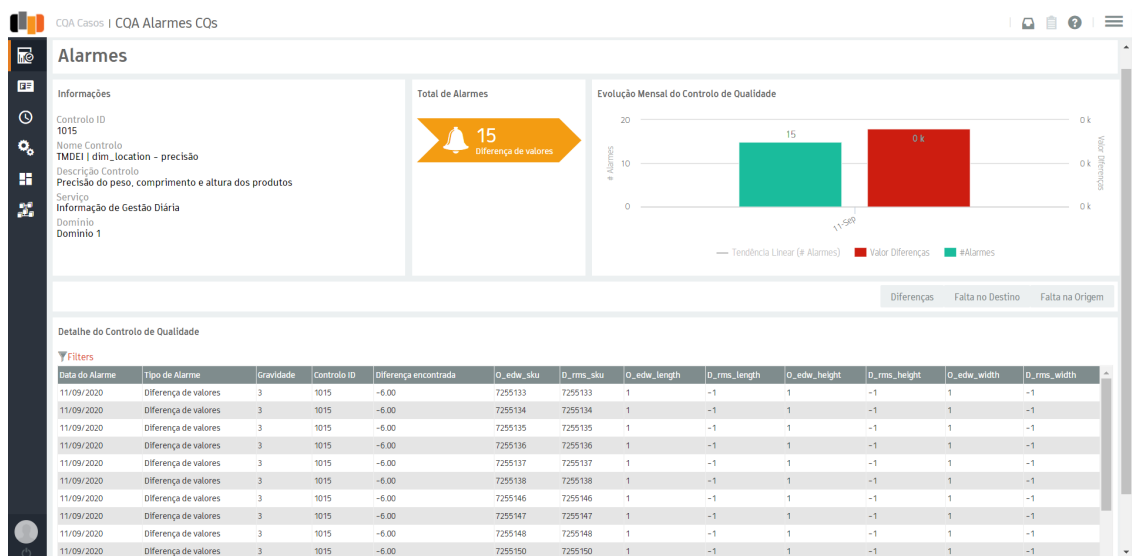 CQA Casos | CQA Alarmes CQs
Alarmes
Informações
Controlo ID
1015
Nome Controlo
TMDEI | dim_location - precisão
Descrição Controlo
Precisão do peso, comprimento e altura dos produtos
Serviço
Informação de Gestão Diária
Domínio
Domínio 1
Total de Alarmes
15
Diferença de valores
Evolução Mensal do Controlo de Qualidade
20
10
0
# Alarmes
15
0 k
0 k
0 k
0 k
Valor Diferenças
11-Sep
Tendência Linear (# Alarmes) Valor Diferenças #Alarmes
Diferenças Falta no Destino Falta na Origem
Detalhe do Controlo de Qualidade
Filters
Data do Alarme Tipo de Alarme Gravidade Controlo ID Diferença encontrada O_edw_sku D_rms_sku O_edw_length D_rms_length O_edw_height D_rms_height O_edw_width D_rms_width
11/09/2020 Diferença de valores 3 1015 -6.00 7255133 7255133 1 -1 1 -1 1 -1
11/09/2020 Diferença de valores 3 1015 -6.00 7255134 7255134 1 -1 1 -1 1 -1
11/09/2020 Diferença de valores 3 1015 -6.00 7255135 7255135 1 -1 1 -1 1 -1
11/09/2020 Diferença de valores 3 1015 -6.00 7255136 7255136 1 -1 1 -1 1 -1
11/09/2020 Diferença de valores 3 1015 -6.00 7255137 7255137 1 -1 1 -1 1 -1
11/09/2020 Diferença de valores 3 1015 -6.00 7255138 7255138 1 -1 1 -1 1 -1
11/09/2020 Diferença de valores 3 1015 -6.00 7255146 7255146 1 -1 1 -1 1 -1
11/09/2020 Diferença de valores 3 1015 -6.00 7255147 7255147 1 -1 1 -1 1 -1
11/09/2020 Diferença de valores 3 1015 -6.00 7255148 7255148 1 -1 1 -1 1 -1
11/09/2020 Diferença de valores 3 1015 -6.00 7255150 7255150 1 -1 1 -1 1 -1